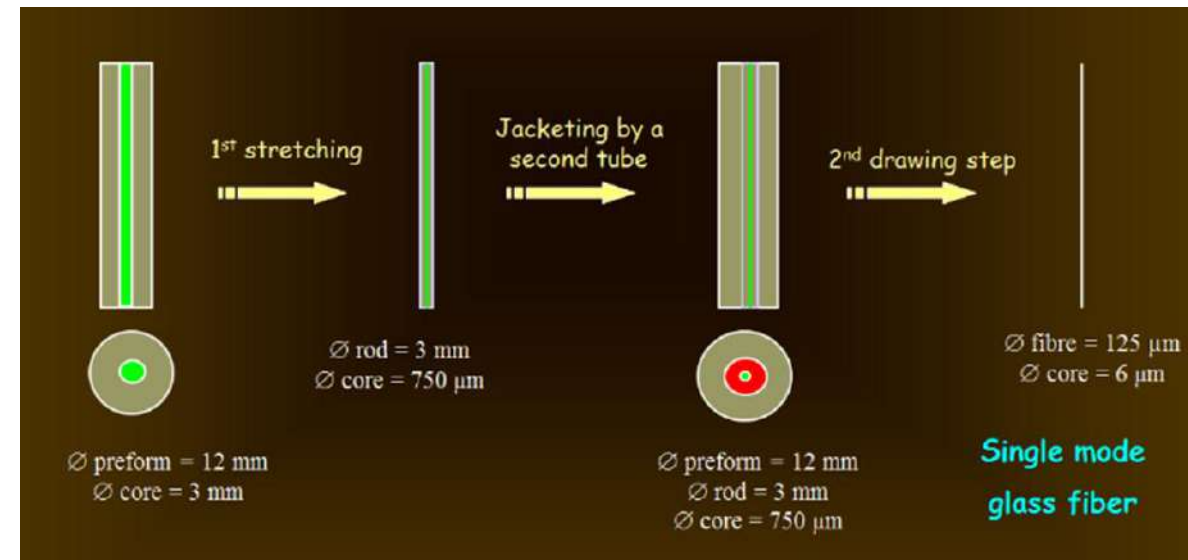 1st stretching
Jacketing by a
second tube
2nd drawing step
∅ rod = 3 mm
∅ core = 750 µm
∅ fibre = 125 µm
∅ core = 6 µm
∅ preform = 12 mm
∅ core = 3 mm
∅ preform = 12 mm
∅ rod = 3 mm
∅ core = 750 µm
Single mode
glass fiber